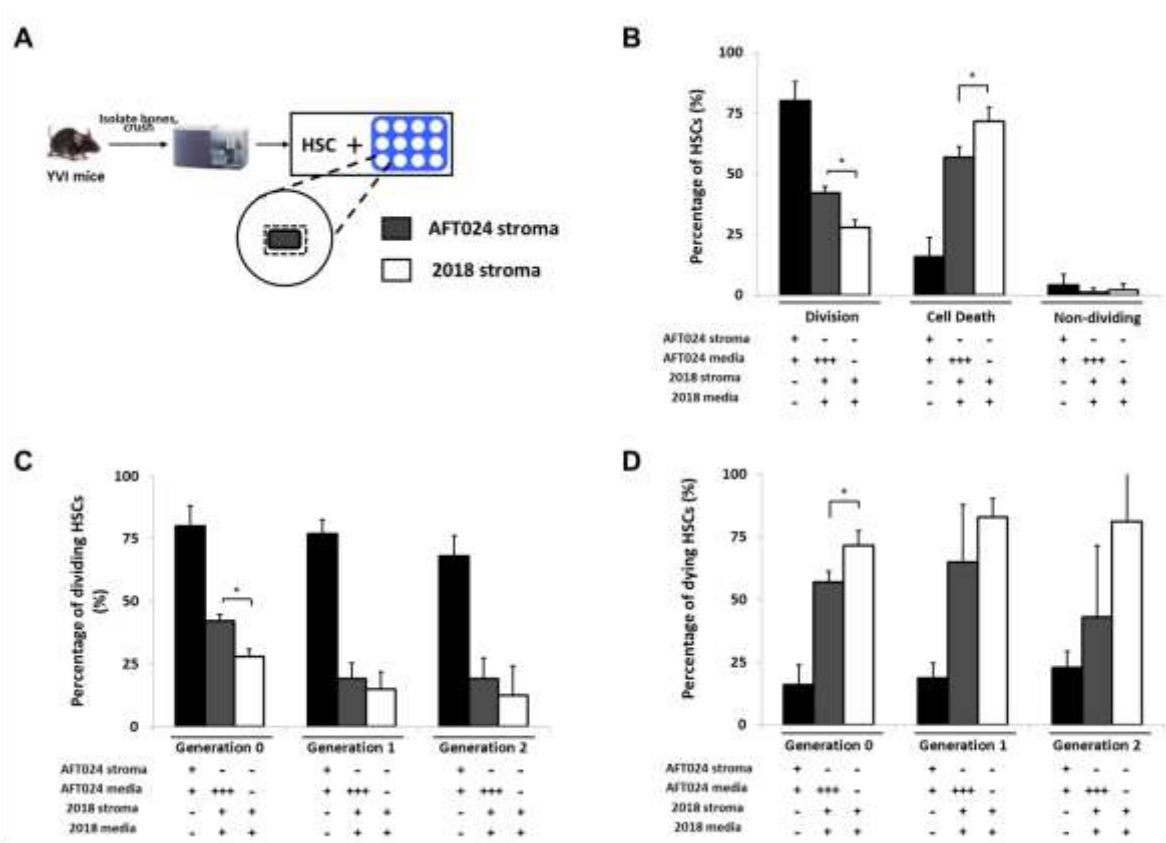 A
Isolate bones,
crush
YVI mice
HSC +
AFT024 stroma
2018 stroma
B
Percentage of HSCs (%)
100
75
50
25
0
*
*
Division Cell Death Non-dividing
AFT024 stroma + - - + - - + - -
AFT024 media + +++ - + +++ - + +++ -
2018 stroma - + + - + + - + +
2018 media - + + - + + - + +
C
Percentage of dividing HSCs
(%)
100
75
50
25
0
*
Generation 0 Generation 1 Generation 2
AFT024 stroma + - - + - - + - -
AFT024 media + +++ - + +++ - + +++ -
2018 stroma - + + - + + - + +
2018 media - + + - + + - + +
D
Percentage of dying HSCs (%)
100
75
50
25
0
*
Generation 0 Generation 1 Generation 2
AFT024 stroma + - - + - - + - -
AFT024 media + +++ - + +++ - + +++ -
2018 stroma - + + - + + - + +
2018 media - + + - + + - + +